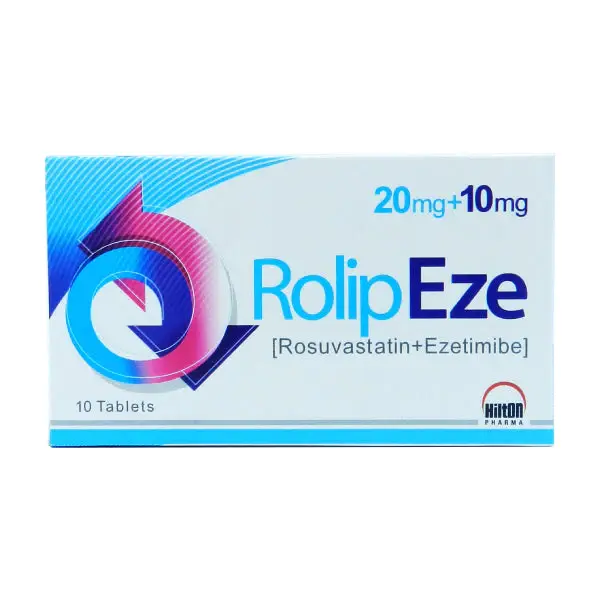 20mg+10mg
RolipEze
[Rosuvastatin+Ezetimibe]
10 Tablets
HiltON
PHARMA